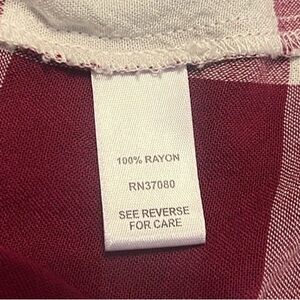 100% RAYON
RN37080
SEE REVERSE
FOR CARE